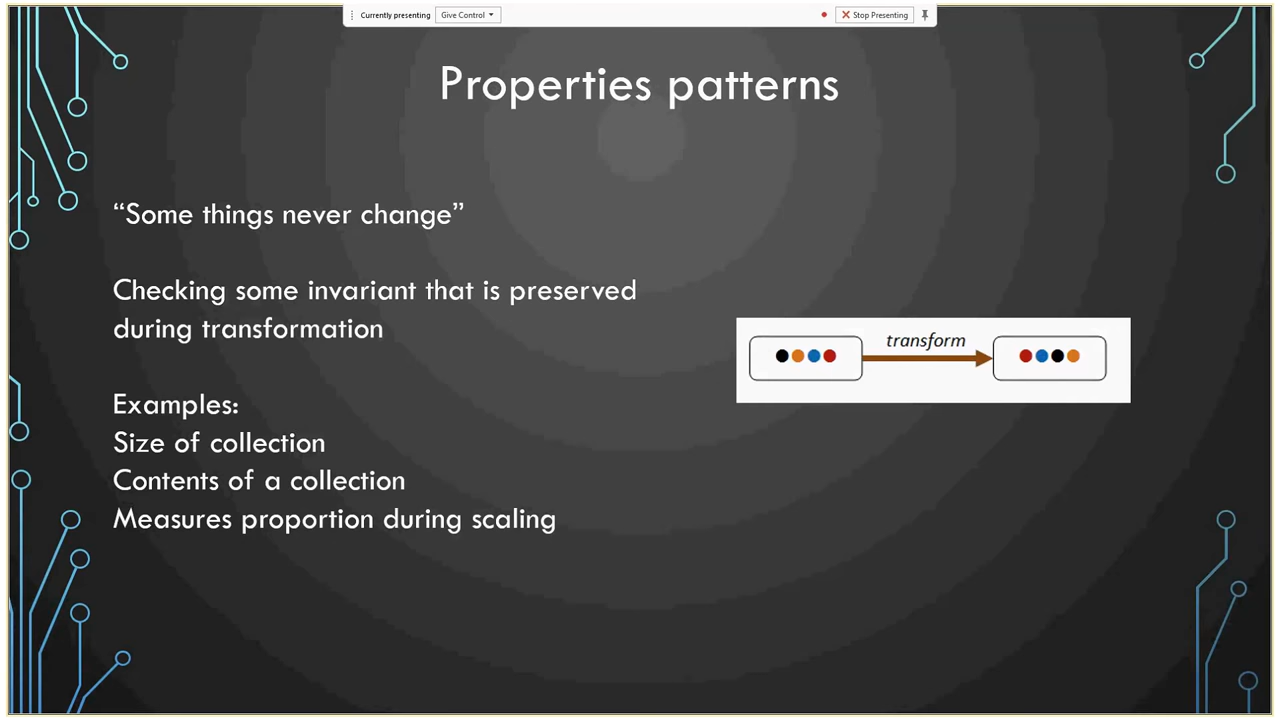 Currently presenting Give Control Stop Presenting
Properties patterns
“Some things never change”
Checking some invariant that is preserved
during transformation
transform
Examples:
Size of collection
Contents of a collection
Measures proportion during scaling